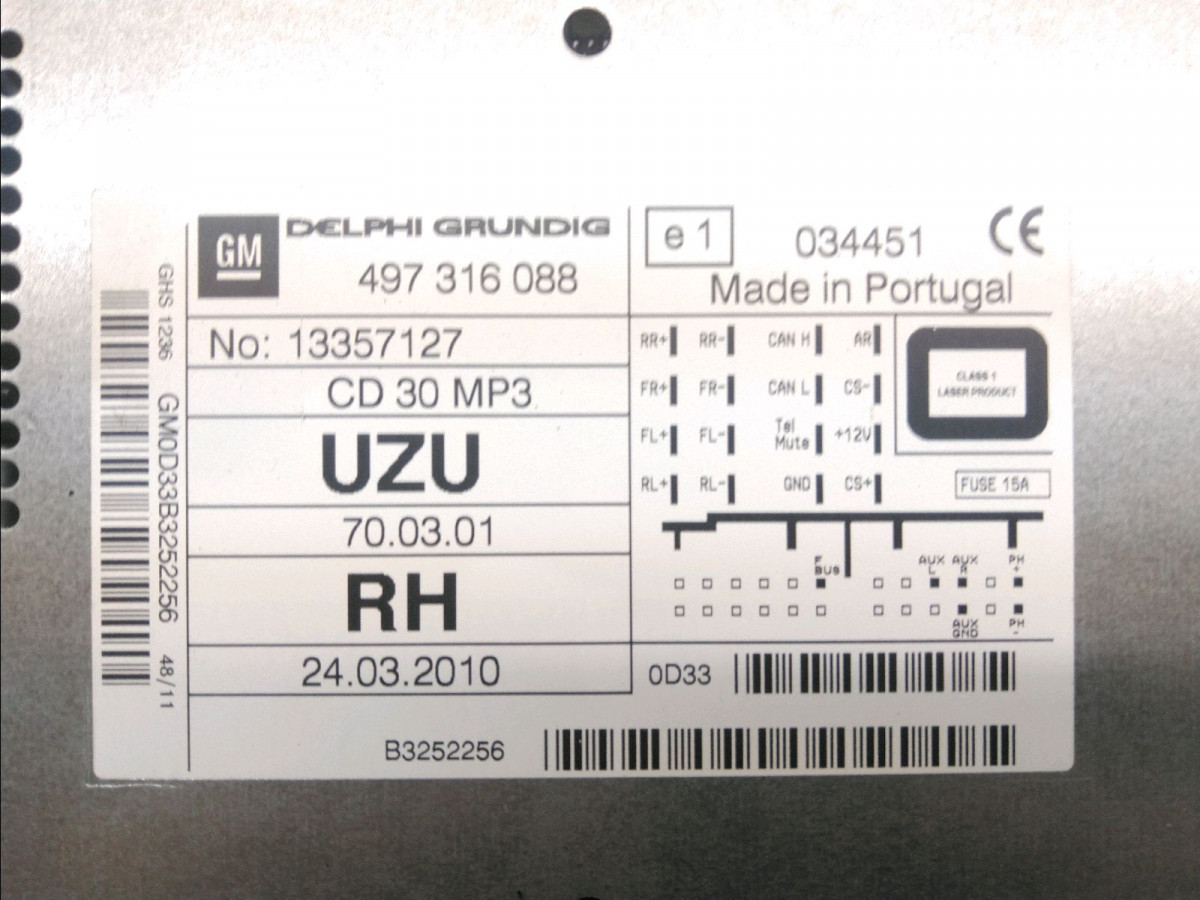 GM
DELPHI GRUNDIG
497 316 088
No: 13357127
CD 30 MP3
UZU
70.03.01
RH
24.03.2010
B3252256
GHS 1236 GM0D33B3252256 48/11
e1 034451 CE
Made in Portugal
RR+ RR- CAN H AR
FR+ FR- CAN L CS-
FL+ FL- Tel Mute +12V
RL+ RL- GND CS+
CLASS 1
LASER PRODUCT
FUSE 15A
F BUS
AUX L
AUX R
PH +
AUX GND
PH -
0D33